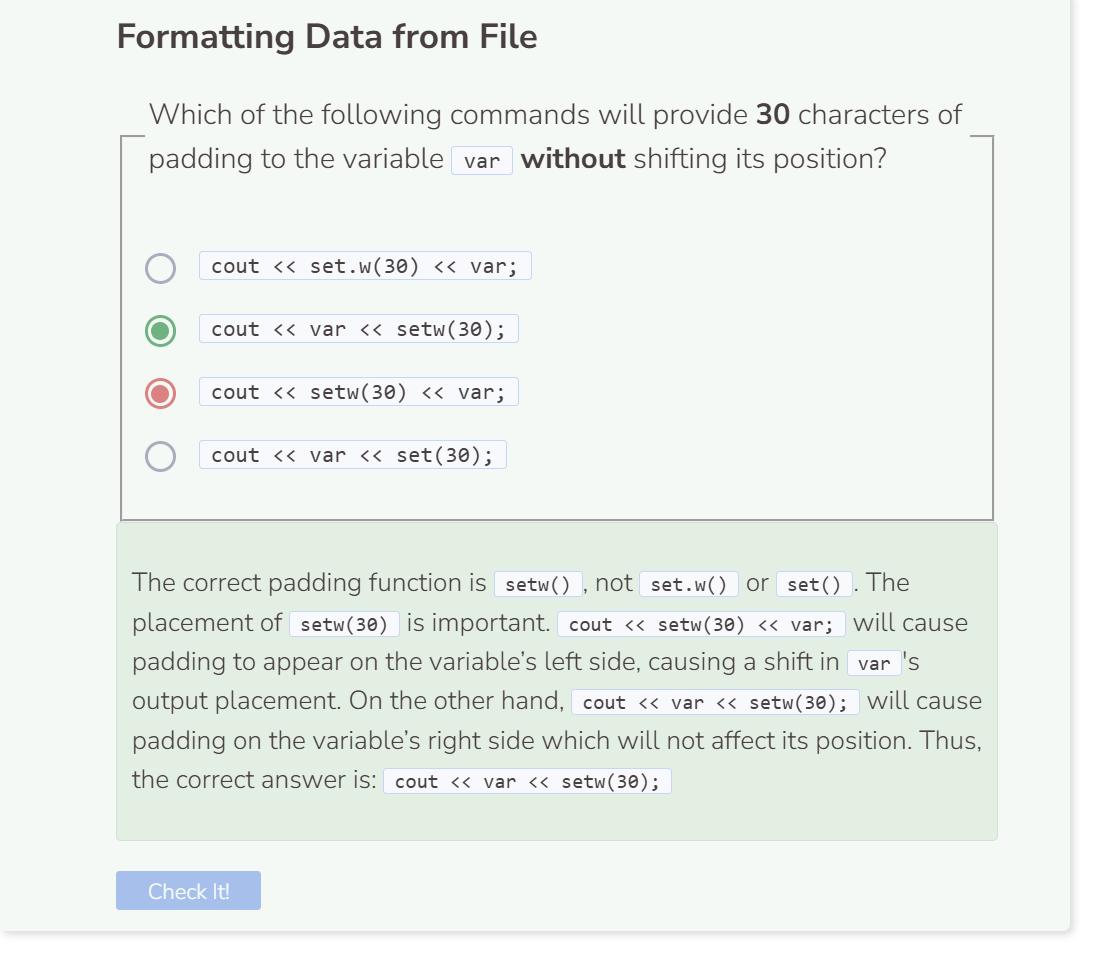 Formatting Data from File
Which of the following commands will provide 30 characters of
padding to the variable var without shifting its position?
cout << set.w(30) << var;
cout << var << setw(30);
cout << setw(30) << var;
cout << var << set(30);
The correct padding function is setw(), not set.w() or set(). The
placement of setw(30) is important. cout << setw(30) << var; will cause
padding to appear on the variable’s left side, causing a shift in var's
output placement. On the other hand, cout << var << setw(30); will cause
padding on the variable’s right side which will not affect its position. Thus,
the correct answer is: cout << var << setw(30);
Check It!